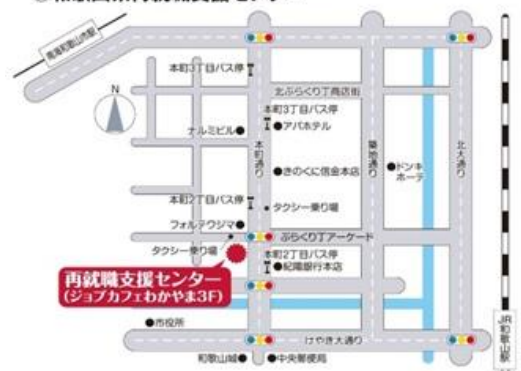 南海和歌山市駅
本町3丁目バス停
北ぶらくり丁商店街
N
本町3丁目バス停
ナルミビル
アパホテル
本町通り
築地通り
北大通り
きのくに信金本店
ドンキ
ホーテ
本町2丁目バス停
タクシー乗り場
フォルテワジマ
ぶらくり丁アーケード
タクシー乗り場
本町2丁目バス停
紀陽銀行本店
再就職支援センター
(ジョブカフェわかやま3F)
市役所
けやき大通り
和歌山城
中央郵便局
JR和歌山駅